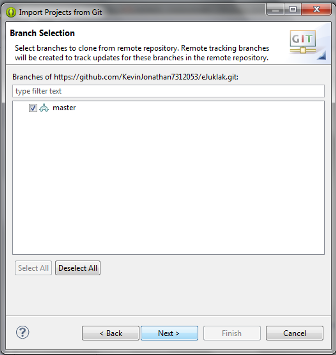 Import Projects from Git
Branch Selection
Select branches to clone from remote repository. Remote tracking branches
will be created to track updates for these branches in the remote repository.
GIT
Branches of https://github.com/KevinJonathan7312053/eluklak.git:
type filter text
master
Select All
Deselect All
?
< Back
Next >
Finish
Cancel